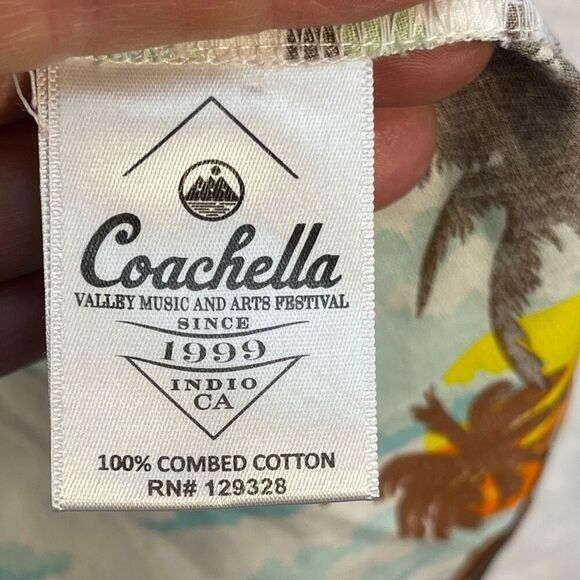 Coachella
VALLEY MUSIC AND ARTS FESTIVAL
SINCE
1999
INDIO
CA
100% COMBED COTTON
RN# 129328